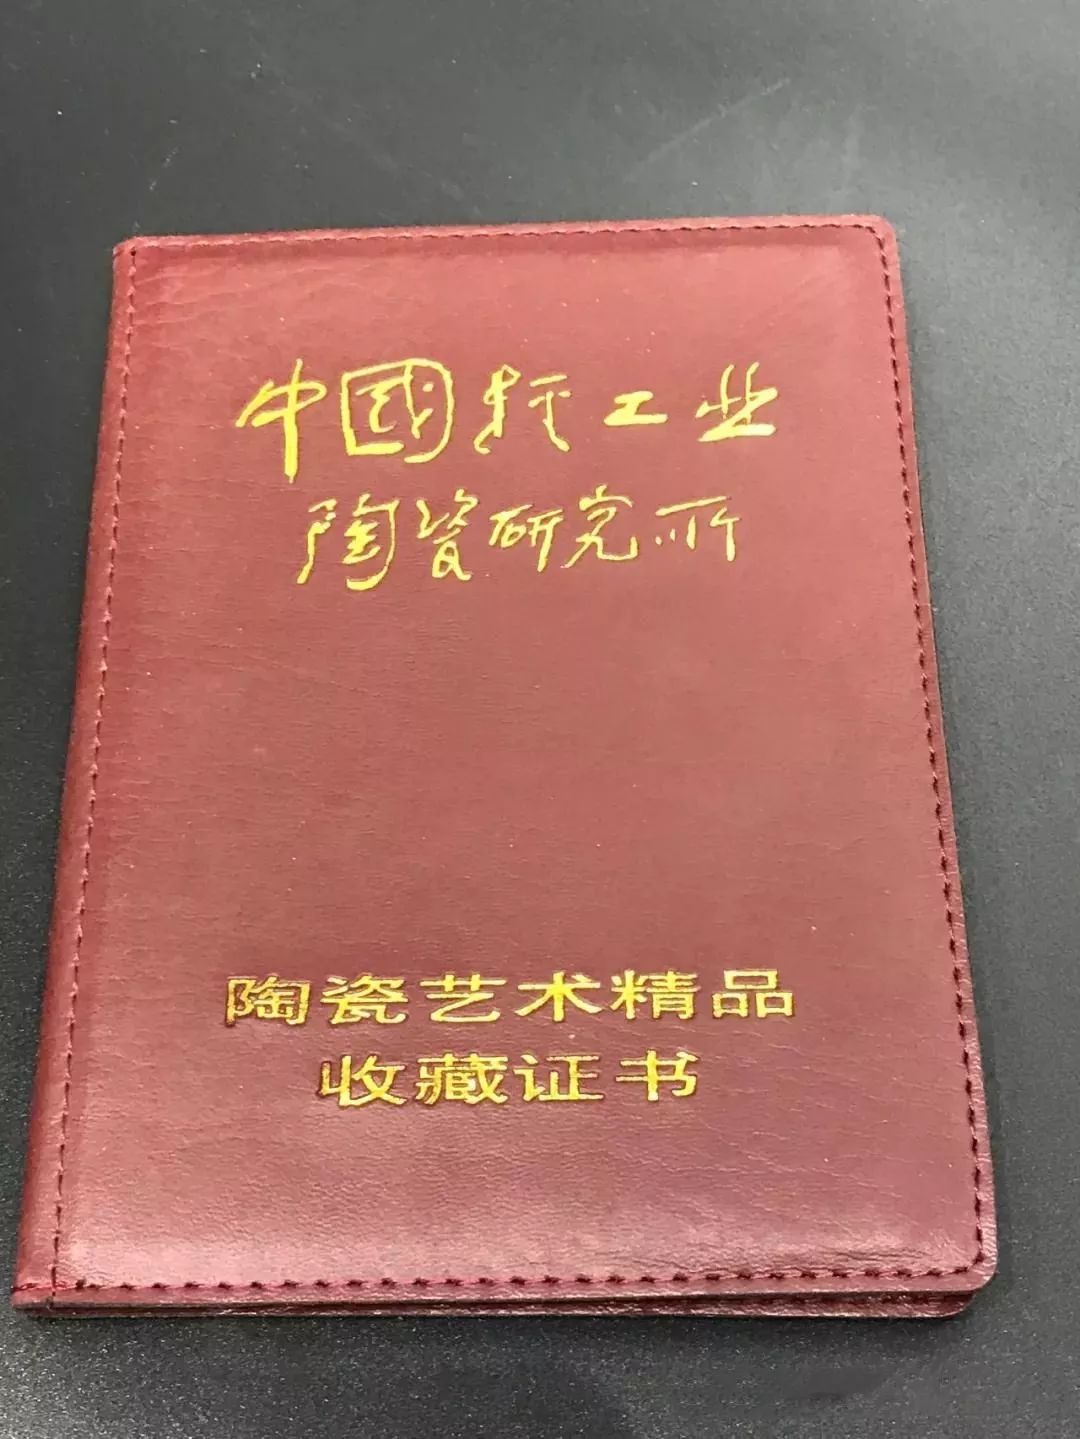 中國轻工业
陶瓷研究所
陶瓷艺术精品
收藏证书